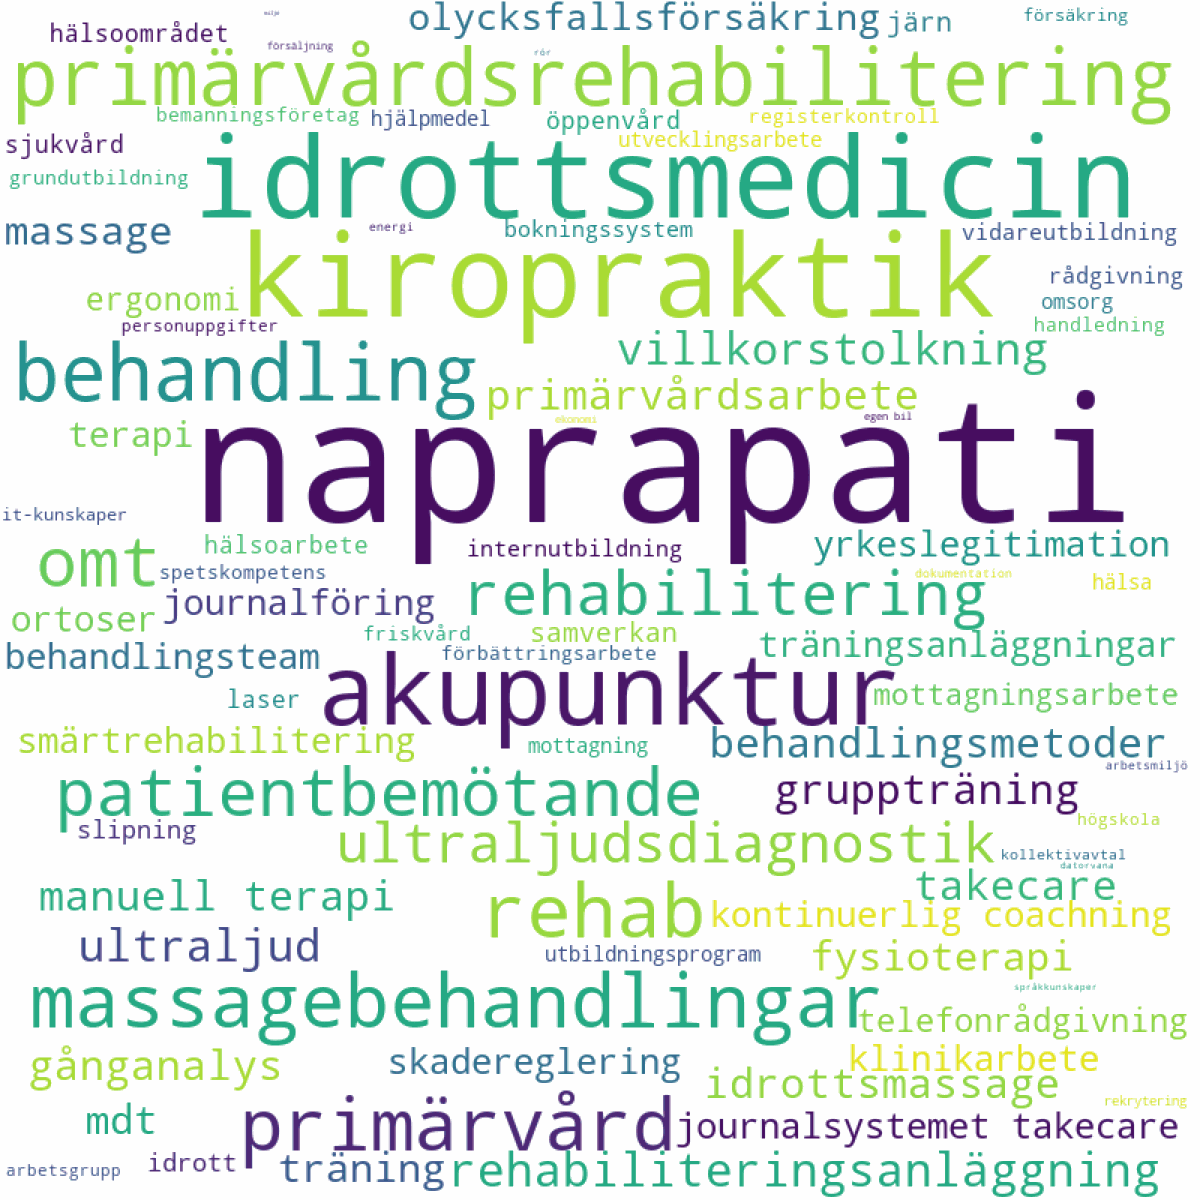 miljö
olycksfallsförsäkring
järn
försäkring
hälsoområdet
försäljning
rör
primärvårdsrehabilitering
bemanningsföretag
hjälpmedel
öppenvård
registerkontroll
sjukvård
utvecklingsarbete
idrottsmedicin
grundutbildning
massage
energi
bokningssystem
vidareutbildning
kiropraktik
rådgivning
ergonomi
omsorg
personuppgifter
handledning
behandling
villkorstolkning
primärvårdsarbete
terapi
ekonomi
egen bil
naprapati
it-kunskaper
omt
hälsoarbete
internutbildning
yrkeslegitimation
spetskompetens
dokumentation
hälsa
journalföring
rehabilitering
ortoser
friskvård
samverkan
träningsanläggningar
behandlingsteam
förbättringsarbete
akupunktur
laser
mottagningsarbete
smärtrehabilitering
mottagning
behandlingsmetoder
arbetsmiljö
patientbemötande
gruppträning
slipning
högskola
ultraljudsdiagnostik
kollektivavtal
datorvana
manuell terapi
takecare
rehab
kontinuerlig coachning
ultraljud
utbildningsprogram
fysioterapi
språkkunskaper
massagebehandlingar
telefonrådgivning
gånganalys
skadereglering
klinikarbete
idrottsmassage
rekrytering
mdt
primärvård
journalsystemet takecare
arbetsgrupp
idrott
träning
rehabiliteringsanläggning